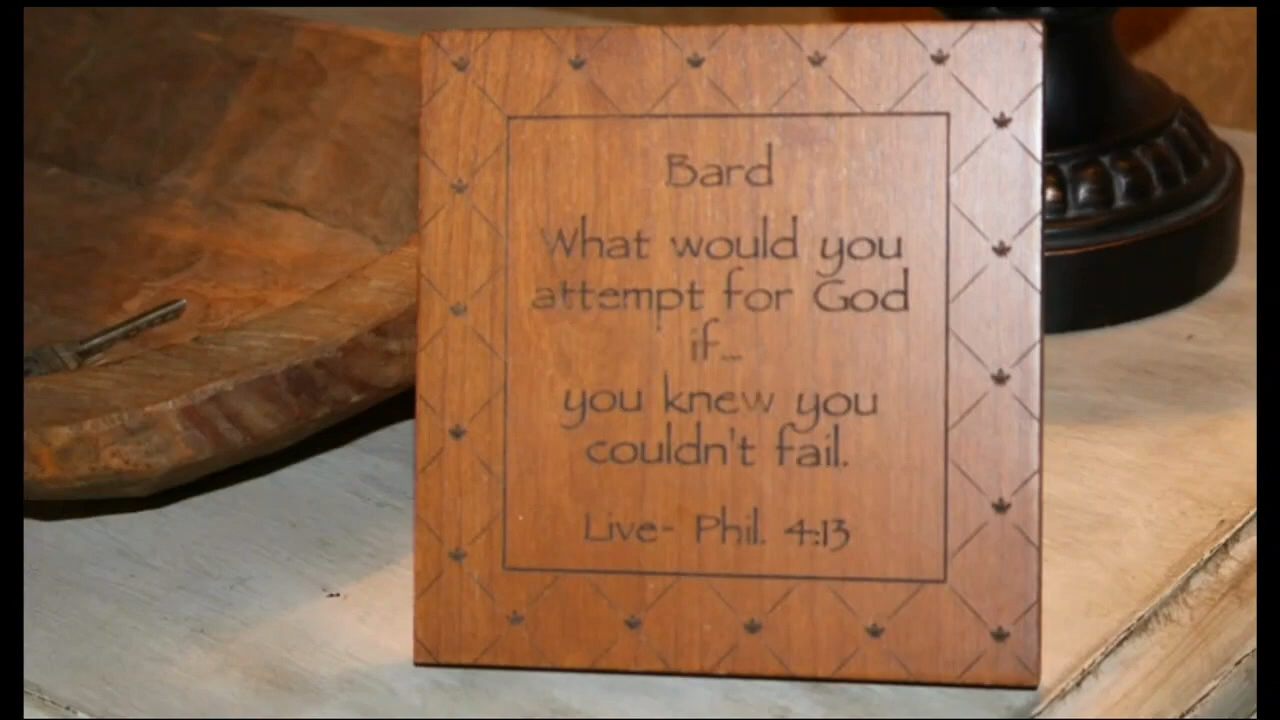 Bard
What would you
attempt for God
if...
you knew you
couldn't fail.
Live- Phil. 4:13